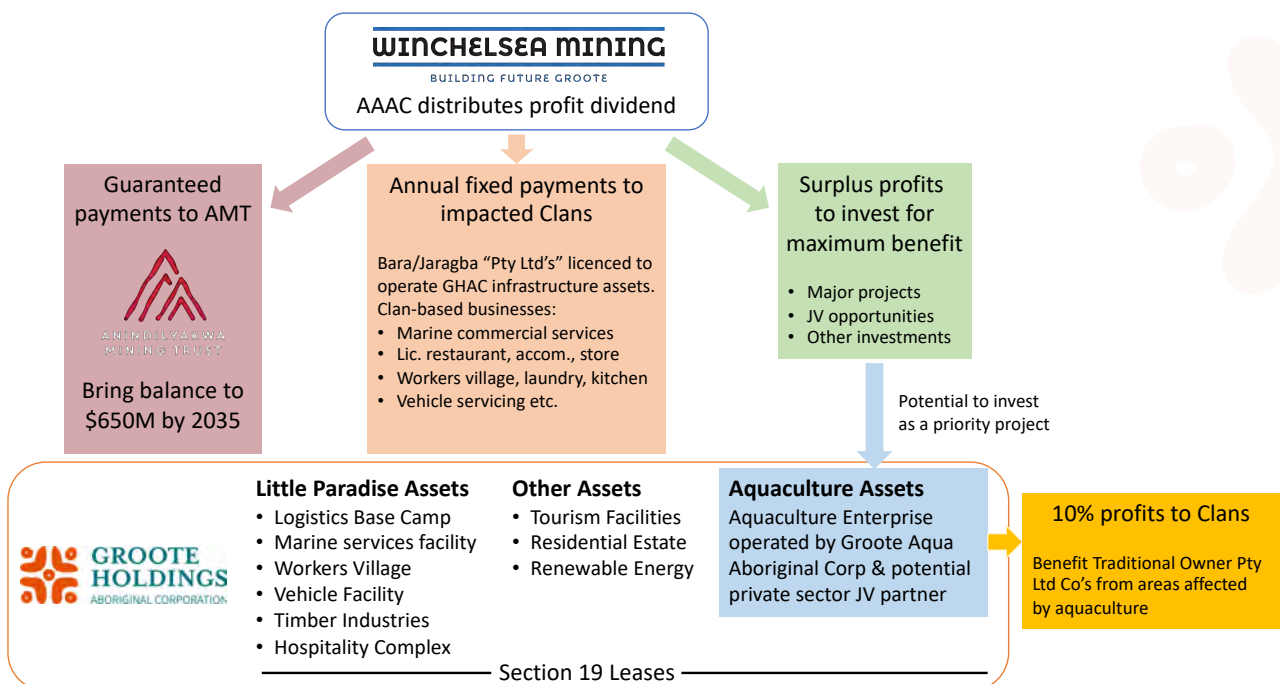 WINCHELSEA MINING
BUILDING FUTURE GROOTE
AAAC distributes profit dividend
Guaranteed
payments to AMT
ANINDILYAKWA
MINING TRUST
Bring balance to
$650M by 2035
Annual fixed payments to
impacted Clans
Bara/Jaragba “Pty Ltd’s” licenced to
operate GHAC infrastructure assets.
Clan-based businesses:
• Marine commercial services
• Lic. restaurant, accom., store
• Workers village, laundry, kitchen
• Vehicle servicing etc.
Surplus profits
to invest for
maximum benefit
• Major projects
• JV opportunities
• Other investments
Potential to invest
as a priority project
GROOTE
HOLDINGS
ABORIGINAL CORPORATION
Little Paradise Assets
• Logistics Base Camp
• Marine services facility
• Workers Village
• Vehicle Facility
• Timber Industries
• Hospitality Complex
Other Assets
• Tourism Facilities
• Residential Estate
• Renewable Energy
Aquaculture Assets
Aquaculture Enterprise
operated by Groote Aqua
Aboriginal Corp & potential
private sector JV partner
10% profits to Clans
Benefit Traditional Owner Pty
Ltd Co’s from areas affected
by aquaculture
Section 19 Leases